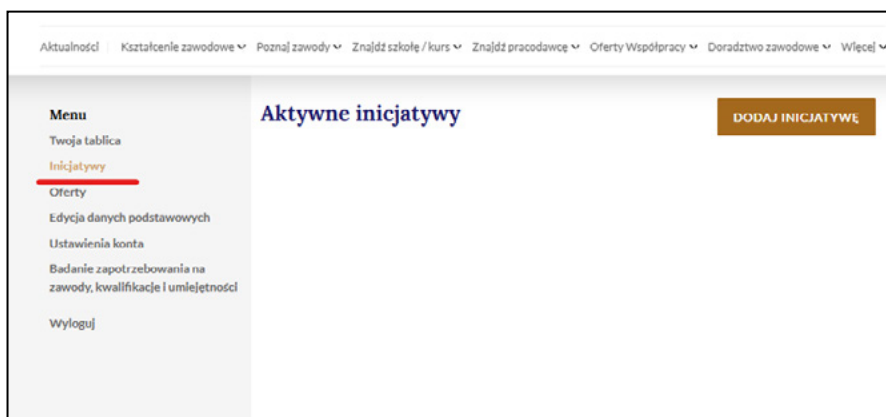 Aktualności Kształcenie zawodowe Poznaj zawody Znajdź szkołę / kurs Znajdź pracodawcę Oferty Współpracy Doradztwo zawodowe Więcej
Menu
Twoja tablica
Inicjatywy
Oferty
Edycja danych podstawowych
Ustawienia konta
Badanie zapotrzebowania na
zawody, kwalifikacje i umiejętności
Wyloguj
Aktywne inicjatywy
DODAJ INICJATYWĘ